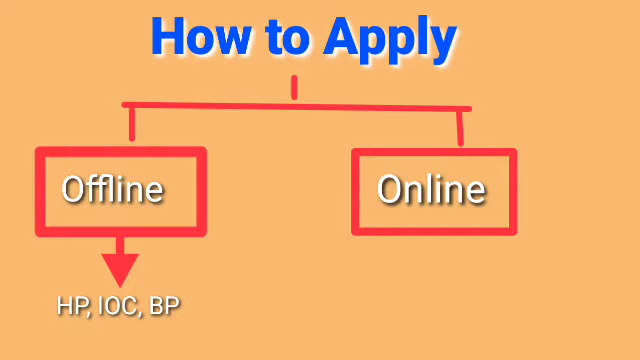 How to Apply
Offline
Online
HP, IOC, BP